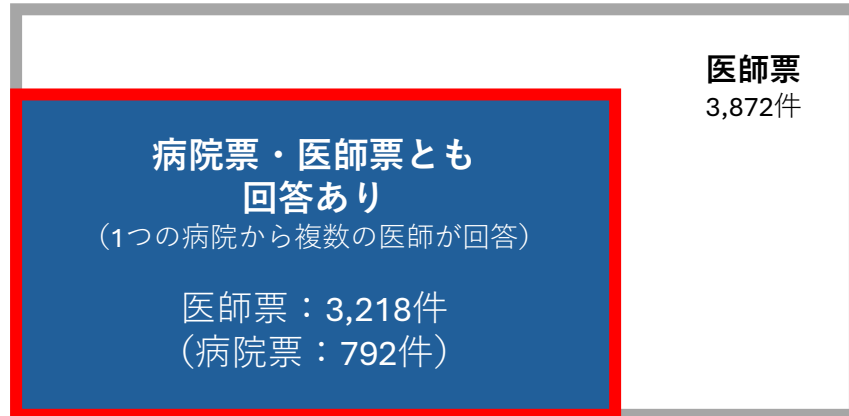 医師票
3,872件
病院票・医師票とも
回答あり
（1つの病院から複数の医師が回答）
医師票：3,218件
（病院票：792件）